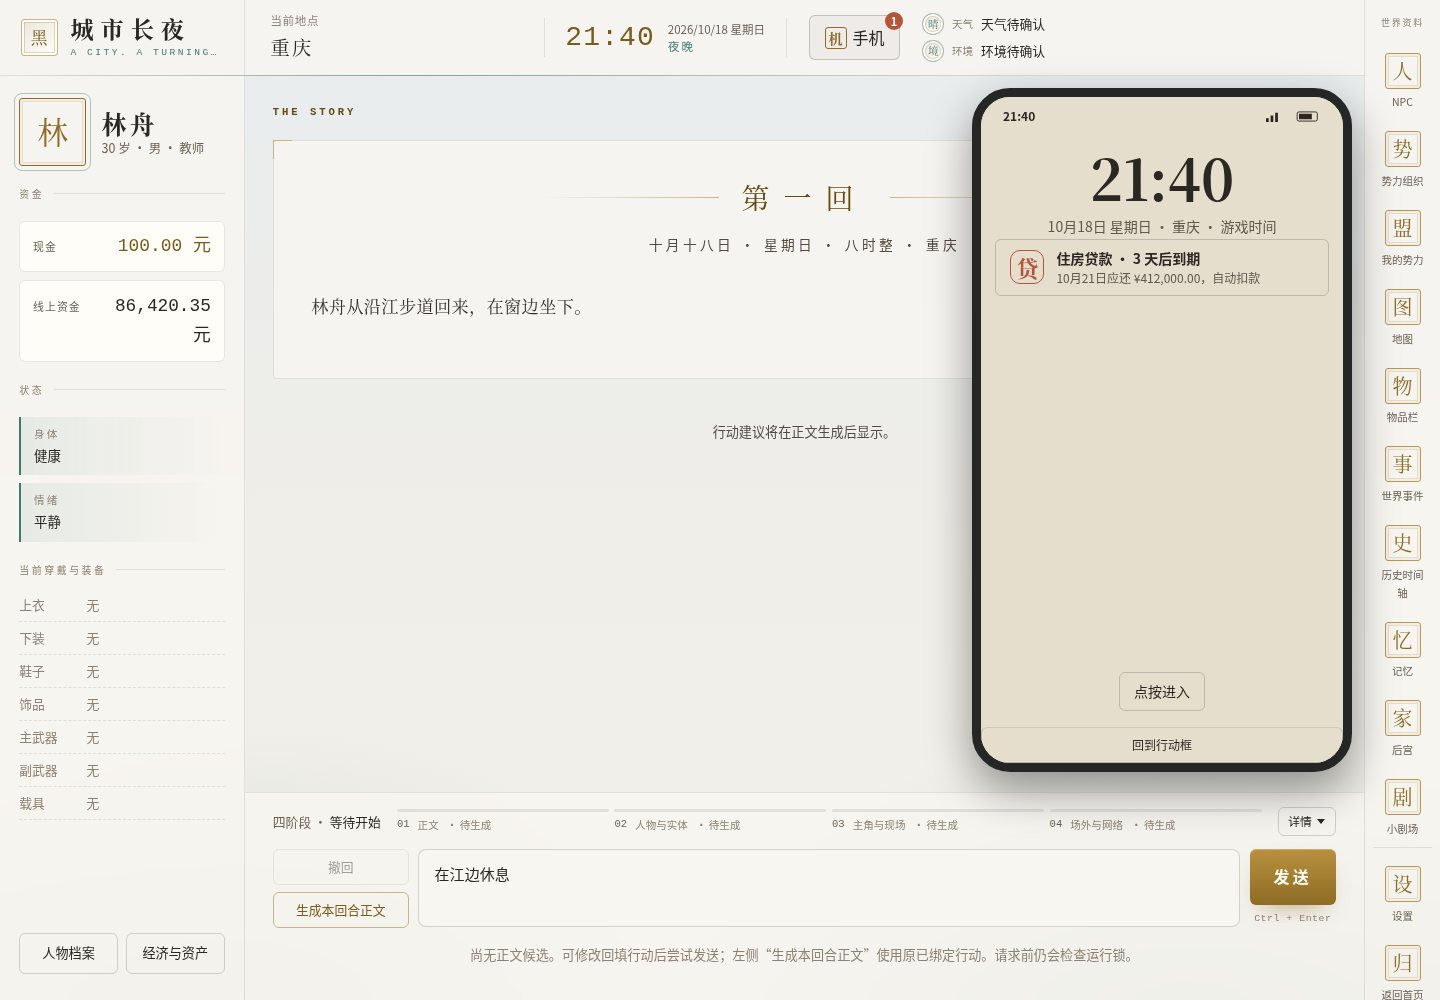 黑
城市长夜
A CITY. A TURNING…
当前地点
重庆
21:40
2026/10/18 星期日
夜晚
机 手机
1
晴 天气 天气待确认
境 环境 环境待确认
世界资料
林
林舟
30 岁 · 男 · 教师
资金
现金 100.00 元
线上资金 86,420.35
元
状态
身体
健康
情绪
平静
当前穿戴与装备
上衣 无
下装 无
鞋子 无
饰品 无
主武器 无
副武器 无
载具 无
人物档案
经济与资产
THE STORY
第一回
十月十八日 · 星期日 · 八时整 · 重庆
林舟从沿江步道回来，在窗边坐下。
行动建议将在正文生成后显示。
21:40
21:40
10月18日 星期日 · 重庆 · 游戏时间
贷
住房贷款 · 3 天后到期
10月21日应还 ¥412,000.00，自动扣款
点按进入
回到行动框
四阶段 · 等待开始
01 正文 · 待生成
02 人物与实体 · 待生成
03 主角与现场 · 待生成
04 场外与网络 · 待生成
详情
撤回
生成本回合正文
在江边休息
发送
Ctrl + Enter
尚无正文候选。可修改回填行动后尝试发送；左侧“生成本回合正文”使用原已绑定行动。请求前仍会检查运行锁。
人
NPC
势
势力组织
盟
我的势力
图
地图
物
物品栏
事
世界事件
史
历史时间
轴
忆
记忆
家
后宫
剧
小剧场
设
设置
归
返回首页